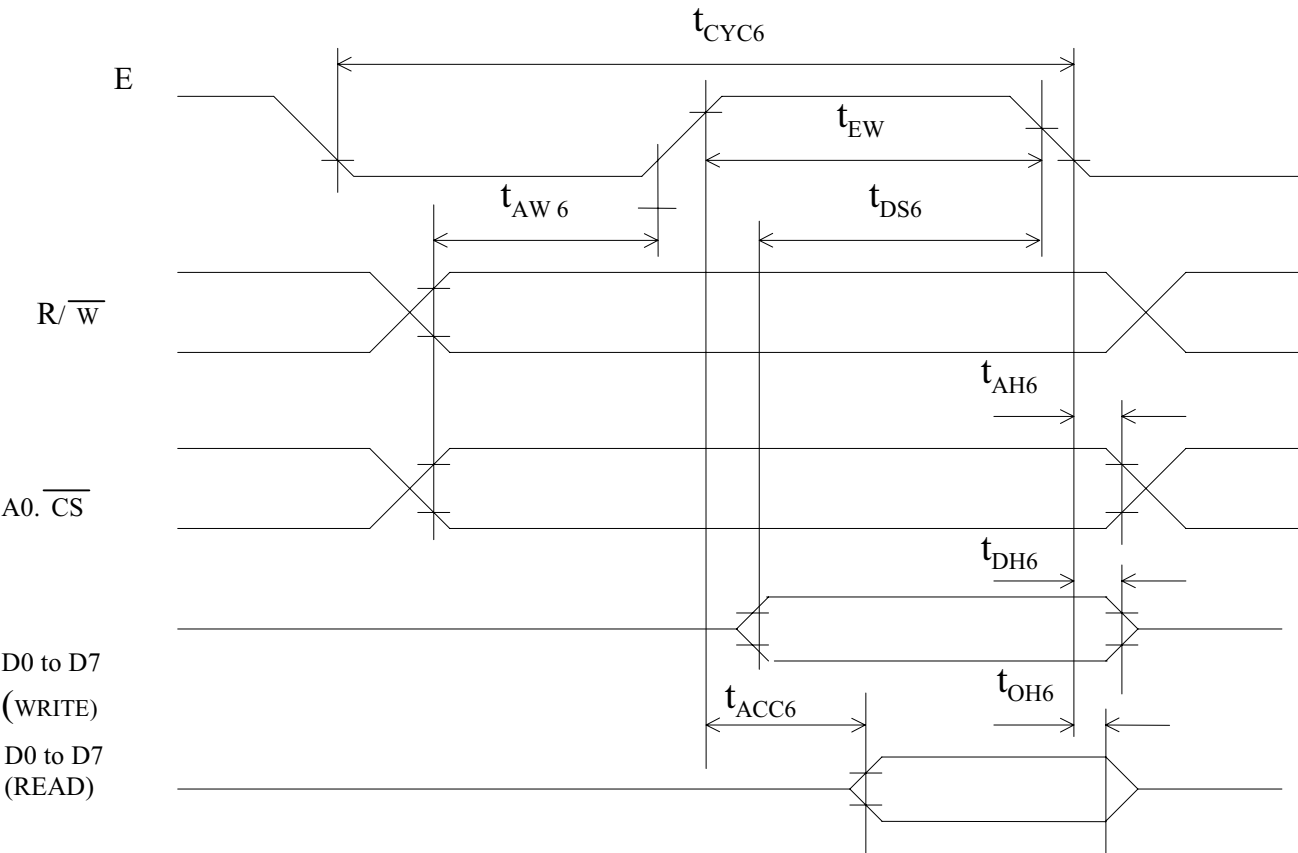 tCYC6
E
tEW
tAW 6
tDS6
R/ W
tAH6
A0. CS
tDH6
D0 to D7
(WRITE)
tOH6
tACC6
D0 to D7
(READ)